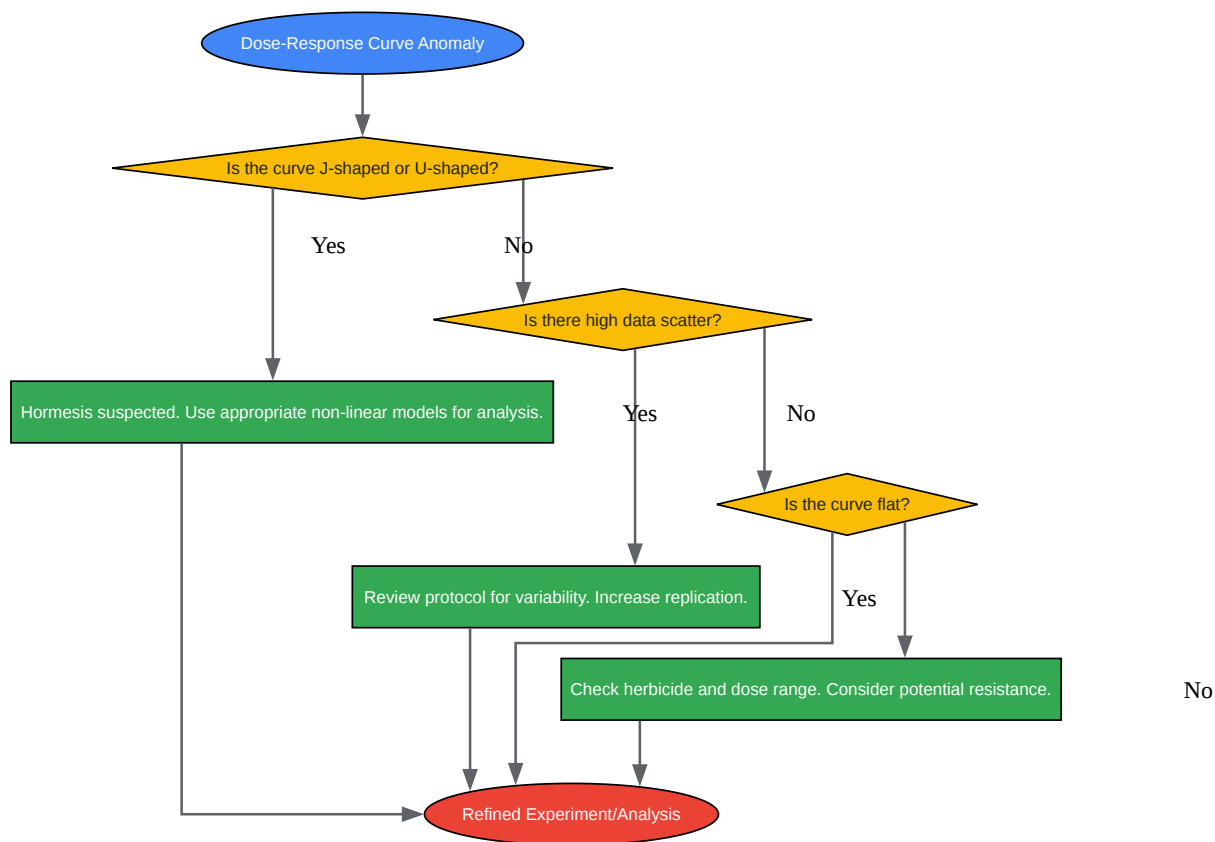 Dose-Response Curve Anomaly
Is the curve J-shaped or U-shaped?
Yes
No
Is there high data scatter?
Hormesis suspected. Use appropriate non-linear models for analysis.
Yes
No
Is the curve flat?
Review protocol for variability. Increase replication.
Yes
Check herbicide and dose range. Consider potential resistance.
No
Refined Experiment/Analysis